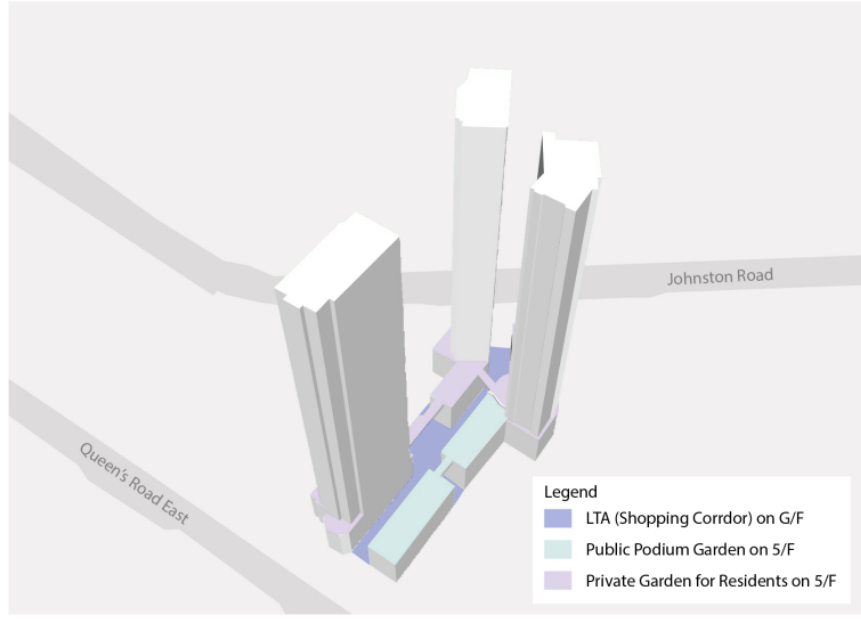 Johnston Road
Queen's Road East
Legend
LTA (Shopping Corrdor) on G/F
Public Podium Garden on 5/F
Private Garden for Residents on 5/F